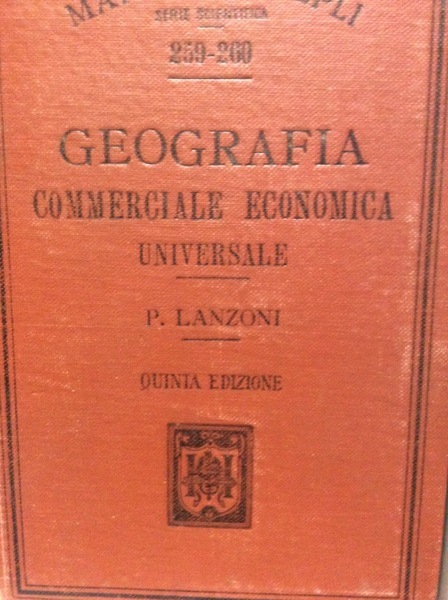 SERIE SCIENTIFICA
259-260
GEOGRAFIA
COMMERCIALE ECONOMICA
UNIVERSALE
P. LANZONI
QUINTA EDIZIONE